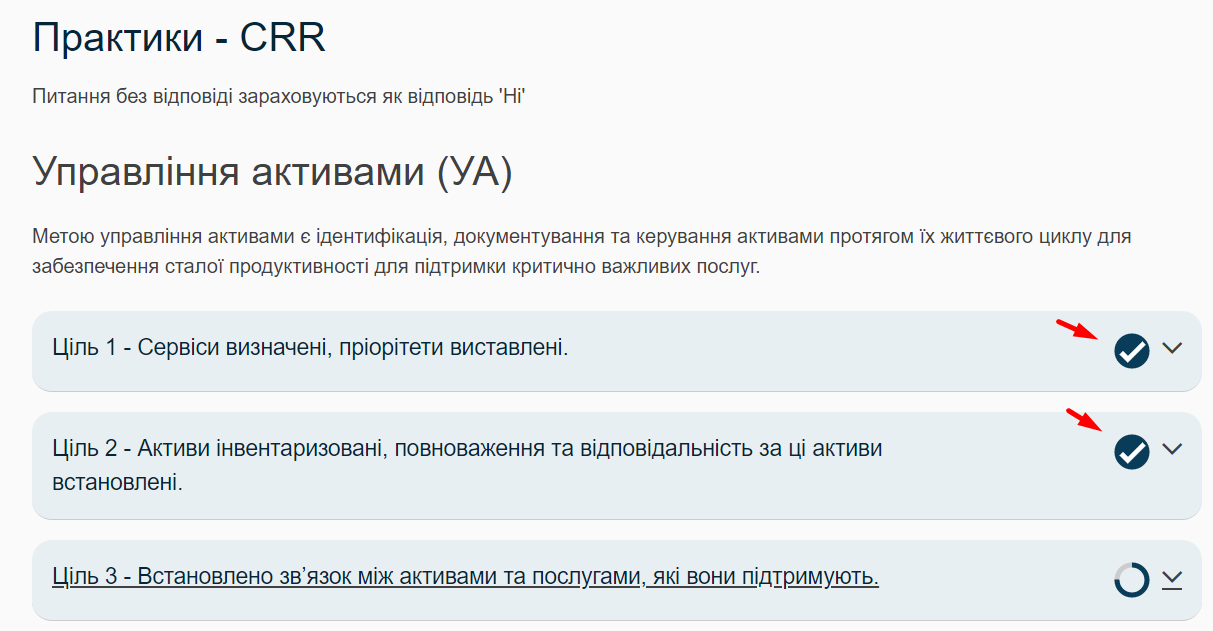 Практики - CRR
Питання без відповіді зараховуються як відповідь 'Ні'
Управління активами (УА)
Метою управління активами є ідентифікація, документування та керування активами протягом їх життєвого циклу для
забезпечення сталої продуктивності для підтримки критично важливих послуг.
Ціль 1 - Сервіси визначені, пріорітети виставлені.
Ціль 2 - Активи інвентаризовані, повноваження та відповідальність за ці активи
встановлені.
Ціль 3 - Встановлено зв’язок між активами та послугами, які вони підтримують.